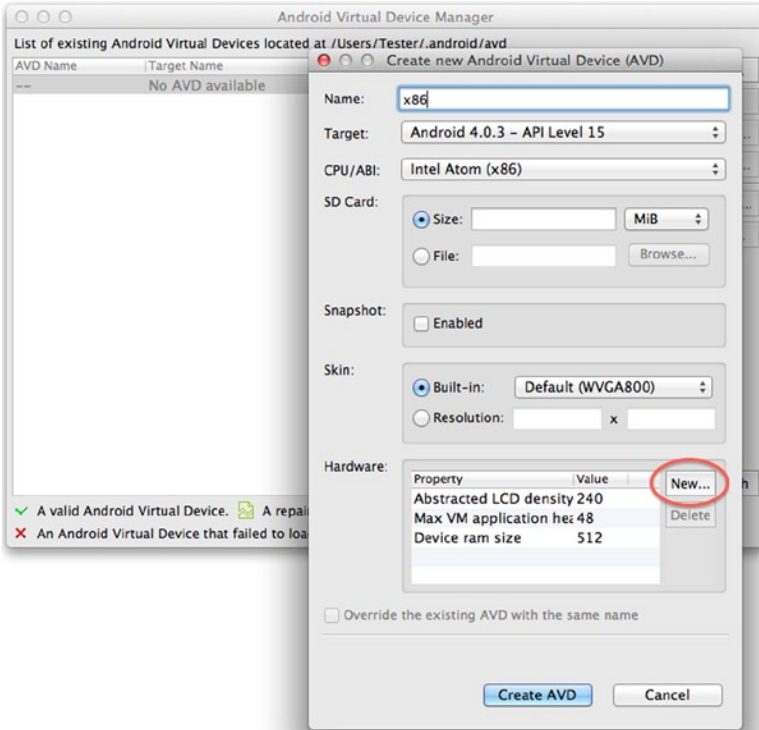 Android Virtual Device Manager
List of existing Android Virtual Devices located at /Users/Tester/.android/avd
AVD Name Target Name
-- No AVD available
A valid Android Virtual Device. A repai
An Android Virtual Device that failed to loa
Create new Android Virtual Device (AVD)
Name: x86
Target: Android 4.0.3 – API Level 15
CPU/ABI: Intel Atom (x86)
SD Card:
Size: MiB
File: Browse...
Snapshot:
Enabled
Skin:
Built-in: Default (WVGA800)
Resolution: x
Hardware:
Property Value
New...
Abstracted LCD density 240
Max VM application hea 48
Delete
Device ram size 512
Override the existing AVD with the same name
Create AVD Cancel